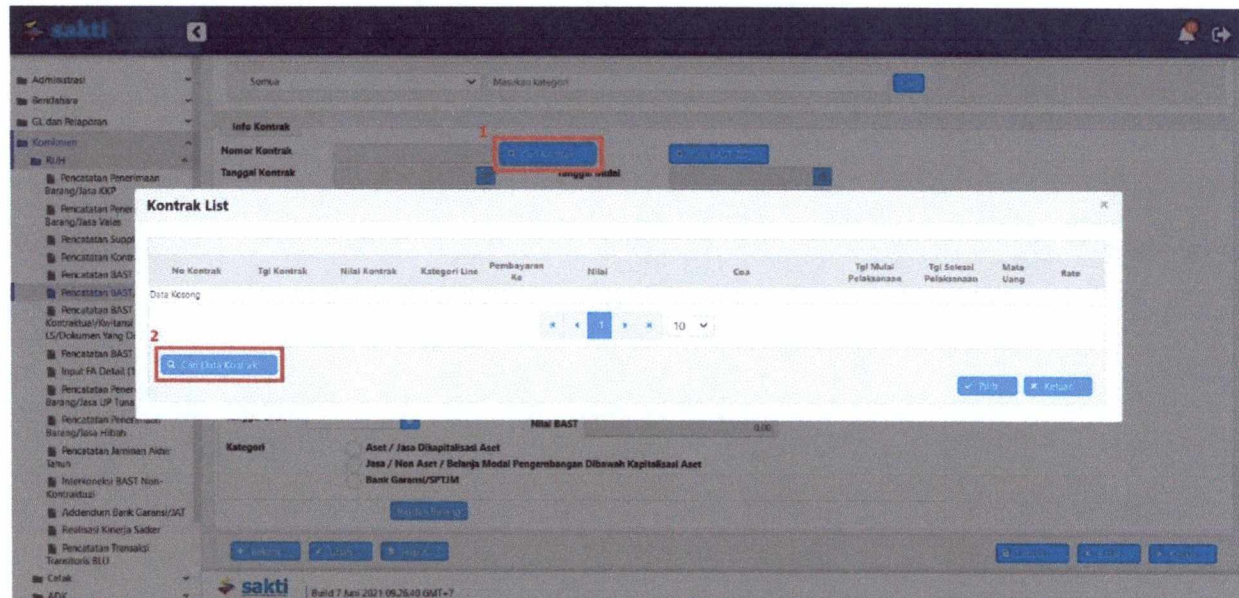 sakti
Administrasi
Semua
Masukan kategori
Bendahara
GL dan Pelaporan
Komitmen
Info Kontrak
1
RUH
Nomor Kontrak
Pencatatan Penerimaan
Barang/Jasa KKP
Tanggal Kontrak
Tanggal Mulai
Kontrak List
Pencatatan Pener
Barang/Jasa Valas
Pencatatan Suppl
Pencatatan Kontr
Pencatatan BAST
Pencatatan BAST/
Pencatatan BAST
Kontraktual/Kwitansi
LS/Dokumen Yang D
Pencatatan BAST
Input FA Detail (T
Pencatatan Pener
Barang/Jasa UP Tuna
Pencatatan Penerimaan
Barang/Jasa Hibah
Pencatatan Jaminan Akhir
Tahun
Interkoneksi BAST Non-
Kontraktual
Addendum Bank Garansi/JAT
Realisasi Kinerja Satker
Pencatatan Transaksi
Transitoris BLU
Cetak
ADK
No Kontrak Tgl Kontrak Nilai Kontrak Kategori Line Pembayaran Ke Nilai Coa Tgl Mulai Pelaksanaan Tgl Selesai Pelaksanaan Mata Uang Rate
Data Kosong
1 10
2
Cari Data Kontrak
Pilih Keluar
Nilai BAST 0,00
Kategori
Aset / Jasa Dikapitalisasi Aset
Jasa / Non Aset / Belanja Modal Pengembangan Dibawah Kapitalisasi Aset
Bank Garansi/SPTJM
sakti Build 7 Juni 2021 09.26.40 GMT+7